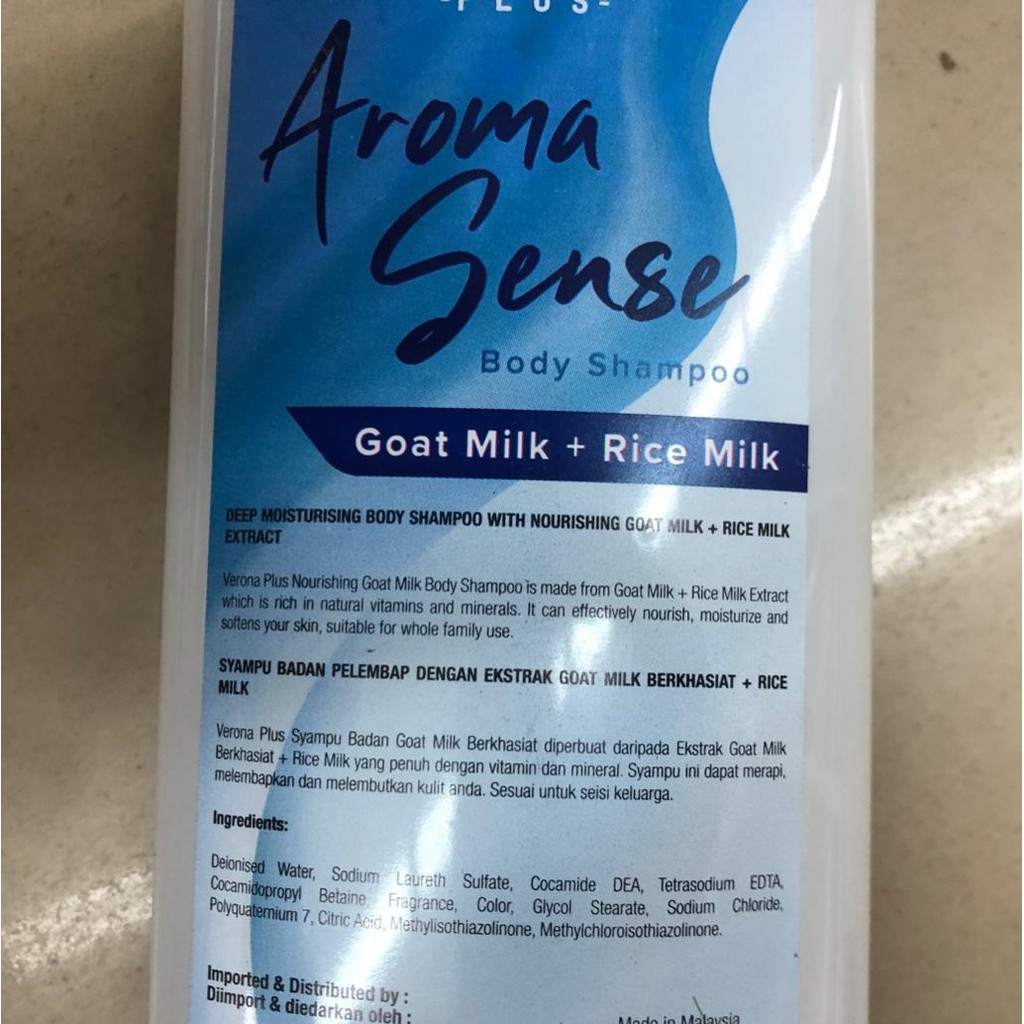 -PLUS-
Aroma
Sense
Body Shampoo
Goat Milk + Rice Milk
DEEP MOISTURISING BODY SHAMPOO WITH NOURISHING GOAT MILK + RICE MILK
EXTRACT
Verona Plus Nourishing Goat Milk Body Shampoo is made from Goat Milk + Rice Milk Extract
which is rich in natural vitamins and minerals. It can effectively nourish, moisturize and
softens your skin, suitable for whole family use.
SYAMPU BADAN PELEMBAP DENGAN EKSTRAK GOAT MILK BERKHASIAT + RICE
MILK
Verona Plus Syampu Badan Goat Milk Berkhasiat diperbuat daripada Ekstrak Goat Milk
Berkhasiat + Rice Milk yang penuh dengan vitamin dan mineral. Syampu ini dapat merapi,
melembapkan dan melembutkan kulit anda. Sesuai untuk seisi keluarga.
Ingredients:
Deionised Water, Sodium Laureth Sulfate, Cocamide DEA, Tetrasodium EDTA,
Cocamidopropyl Betaine, Fragrance, Color, Glycol Stearate, Sodium Chloride,
Polyquaternium 7, Citric Acid, Methylisothiazolinone, Methylchloroisothiazolinone.
Imported & Distributed by :
Diimport & diedarkan oleh :
Made in Malaysia